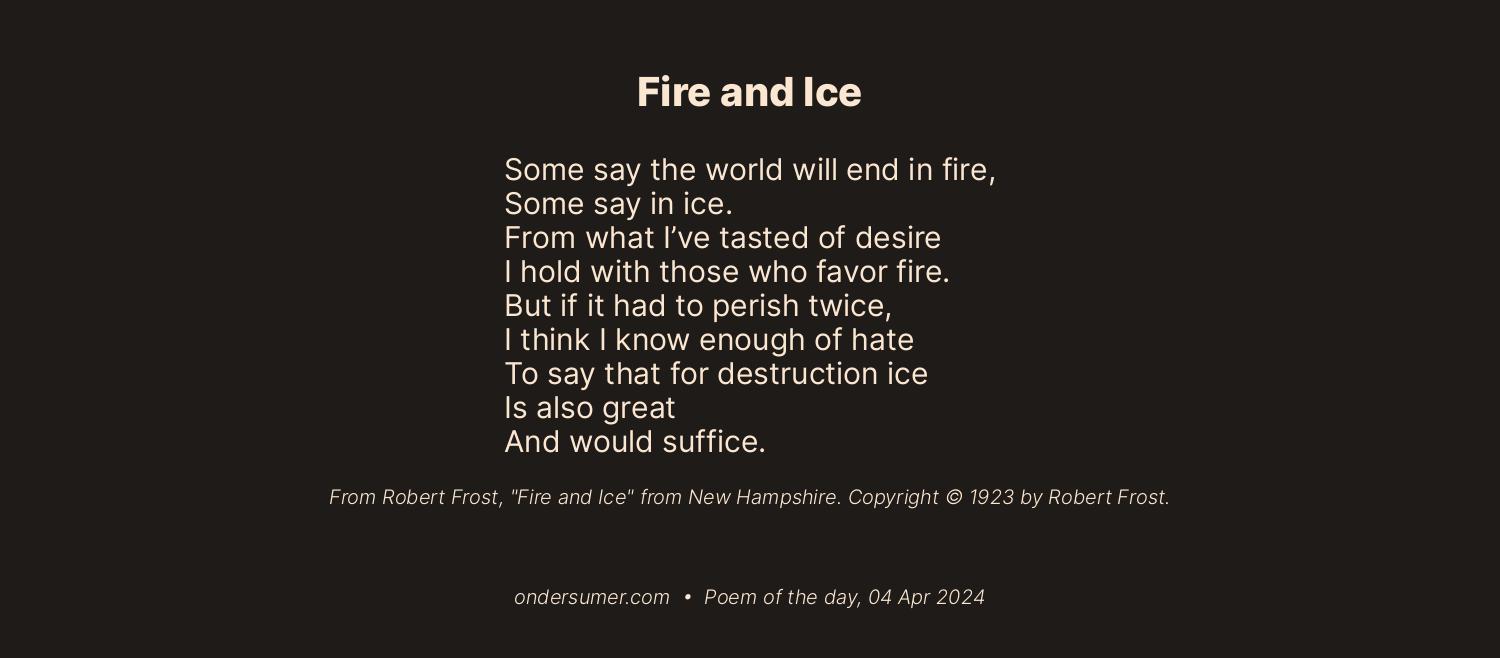 Fire and Ice
Some say the world will end in fire,
Some say in ice.
From what I’ve tasted of desire
I hold with those who favor fire.
But if it had to perish twice,
I think I know enough of hate
To say that for destruction ice
Is also great
And would suffice.
From Robert Frost, "Fire and Ice" from New Hampshire. Copyright © 1923 by Robert Frost.
ondersumer.com • Poem of the day, 04 Apr 2024